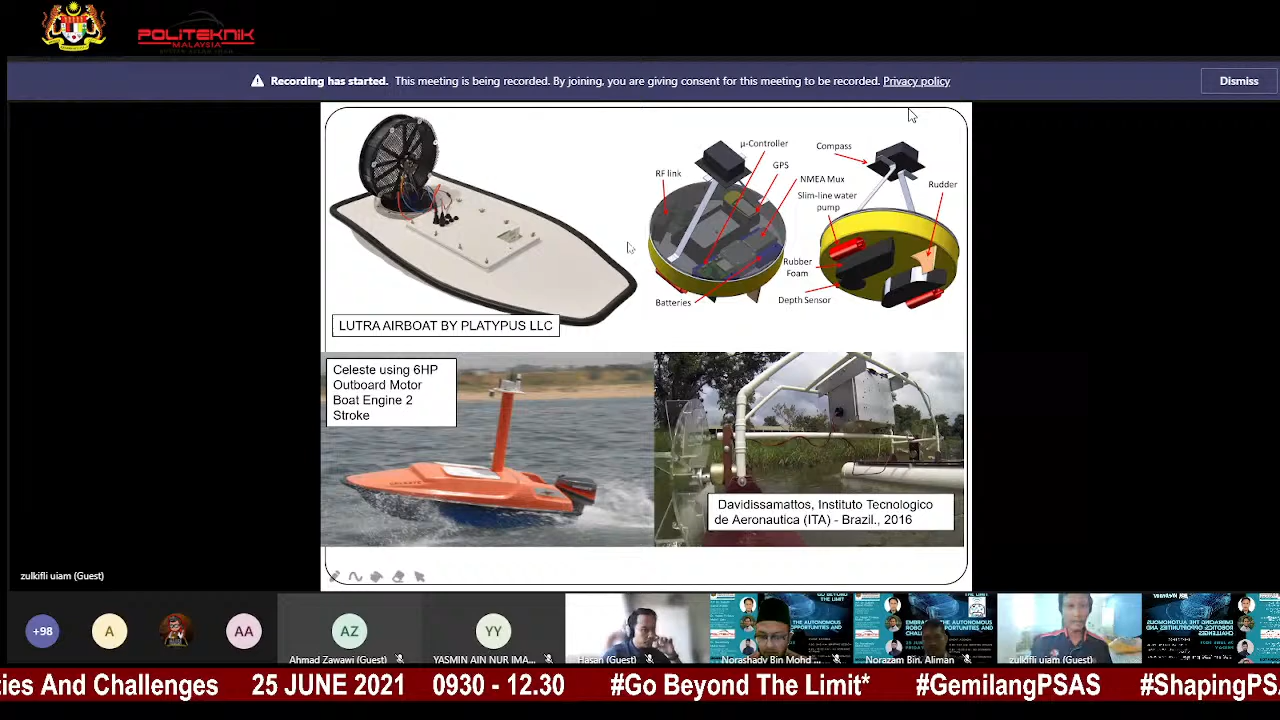 POLITEKNIK
MALAYSIA
Recording has started. This meeting is being recorded. By joining, you are giving consent for this meeting to be recorded. Privacy policy
Dismiss
LUTRA AIRBOAT BY PLATYPUS LLC
RF link
µ-Controller
GPS
NMEA Mux
Batteries
Compass
Rudder
Slim-line water
pump
Rubber
Foam
Depth Sensor
Celeste using 6HP
Outboard Motor
Boat Engine 2
Stroke
Davidissamattos, Instituto Tecnologico
de Aeronautica (ITA) - Brazil., 2016
zulkifli uiam (Guest)
+98
A
AA
AZ
Ahmad Zawawi (Guest)
YY
YASMIN AINI NUR IMA...
Hasan (Guest)
Norashady Bin Mohd
Norazam Bin Aliman
zulkifli uiam (Guest)
ties And Challenges 25 JUNE 2021 0930 - 12.30 #Go Beyond The Limit* #GemilangPSAS #ShapingPSA